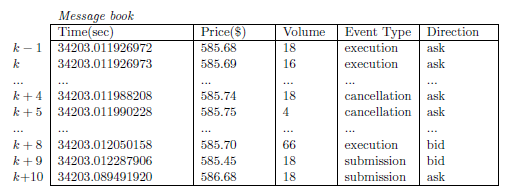 Message book
Time(sec) Price($) Volume Event Type Direction
k − 1 34203.011926972 585.68 18 execution ask
k 34203.011926973 585.69 16 execution ask
... ... ... ... ... ...
k + 4 34203.011988208 585.74 18 cancellation ask
k + 5 34203.011990228 585.75 4 cancellation ask
... ... ... ... ... ...
k + 8 34203.012050158 585.70 66 execution bid
k + 9 34203.012287906 585.45 18 submission bid
k+10 34203.089491920 586.68 18 submission ask